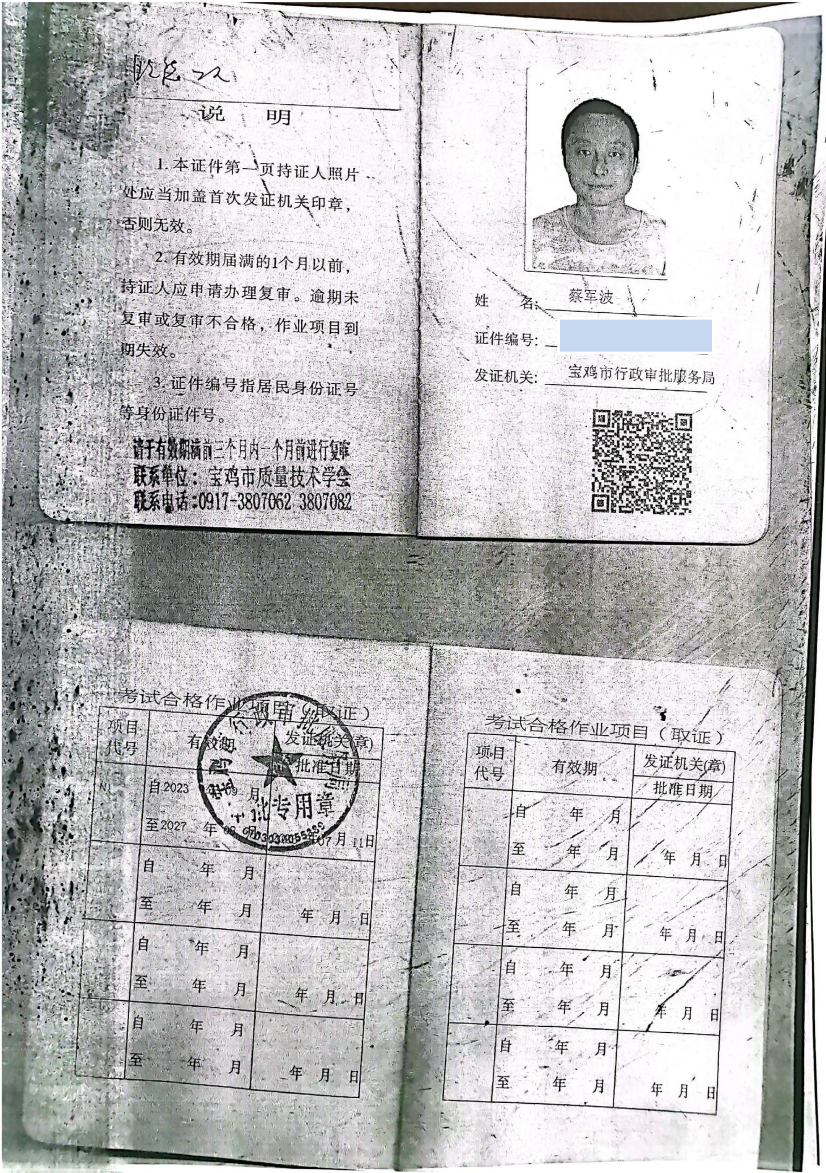 说 明
1. 本证件第一页持证人照片
处应当加盖首次发证机关印章，
否则无效。
2. 有效期届满的1个月以前，
持证人应申请办理复审。逾期未
复审或复审不合格，作业项目到
期失效。
3. 证件编号指居民身份证号
等身份证件号。
请于有效期满前三个月内一个月前进行复审
联系单位：宝鸡市质量技术学会
联系电话：0917-3807062 3807082
姓 名: 蔡军波
证件编号:
发证机关: 宝鸡市行政审批服务局
考试合格作业项目（取证）
项目代号 有效期 发证机关(章)
批准日期
自2023 09 月
至2027 年 08 07 月 11日
专用章
自 年 月
至 年 月 年 月 日
自 年 月
至 年 月 年 月 日
自 年 月
至 年 月 年 月 日
考试合格作业项目（取证）
项目代号 有效期 发证机关(章)
批准日期
自 年 月
至 年 月 年 月 日
自 年 月
至 年 月 年 月 日
自 年 月
至 年 月 年 月 日
自 年 月
至 年 月 年 月 日